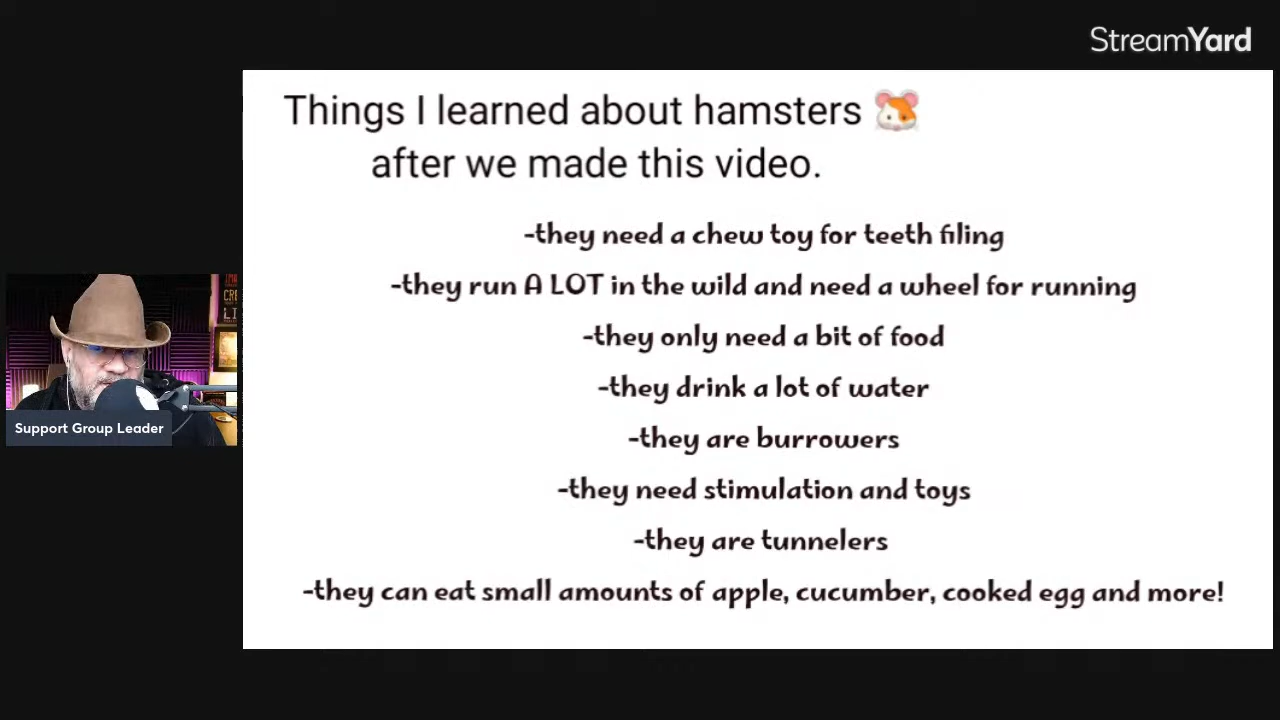 StreamYard
Things I learned about hamsters 🐹
after we made this video.
-they need a chew toy for teeth filing
-they run A LOT in the wild and need a wheel for running
-they only need a bit of food
-they drink a lot of water
-they are burrowers
-they need stimulation and toys
-they are tunnelers
-they can eat small amounts of apple, cucumber, cooked egg and more!
Support Group Leader